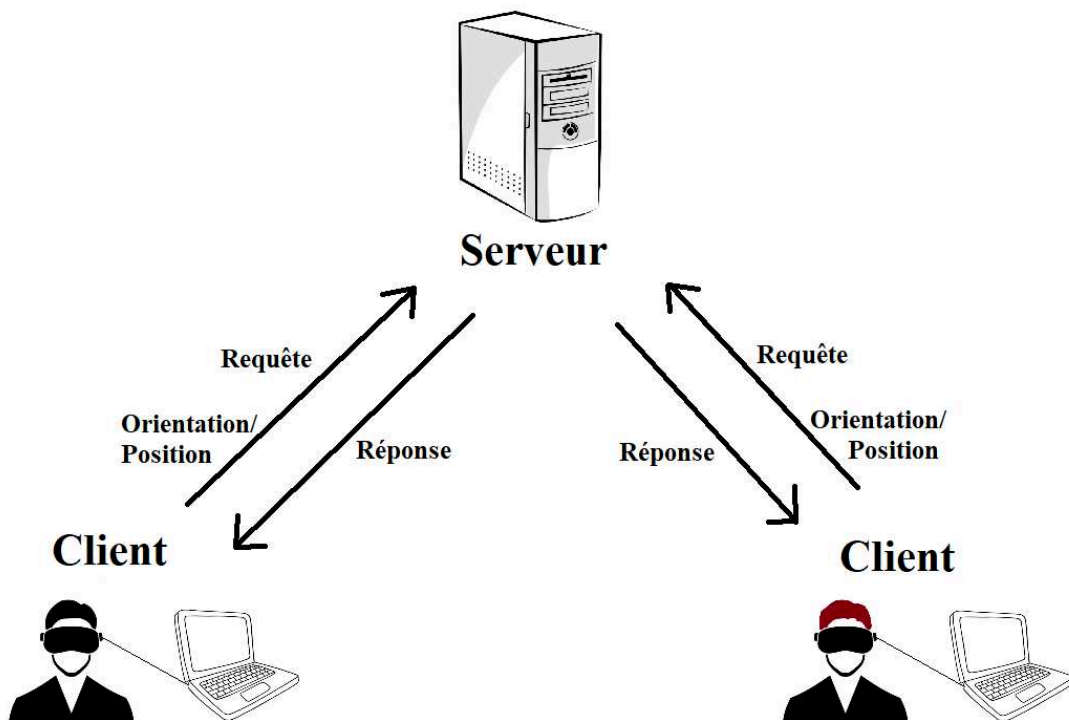 Serveur
Requête
Orientation/
Position
Réponse
Client
Requête
Orientation/
Position
Réponse
Client